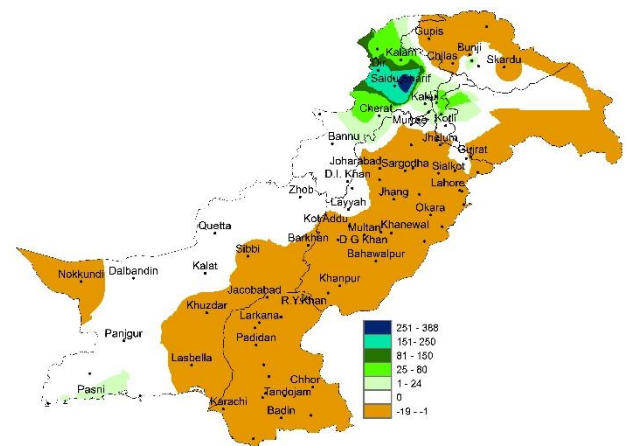 Gupis
Bunji
Kalam
Chilas
Skardu
Dir
Saidu Sharif
Kakul
Cherat
Murree
Kotli
Bannu
Jhelum
Gujrat
Joharabad
Sargodha
Sialkot
D.I. Khan
Lahore
Zhob
Jhang
Layyah
Okara
Kot Addu
Quetta
Multan
Khanewal
Barkhan
D G Khan
Sibbi
Bahawalpur
Nokkundi
Dalbandin
Kalat
Khanpur
Jacobabad
R.Y.Khan
Khuzdar
Larkana
251 - 368
Panjgur
Padidan
151- 250
81 - 150
Lasbella
25 - 80
Chhor
1 - 24
Pasni
Tandojam
0
Karachi
Badin
-19 - -1